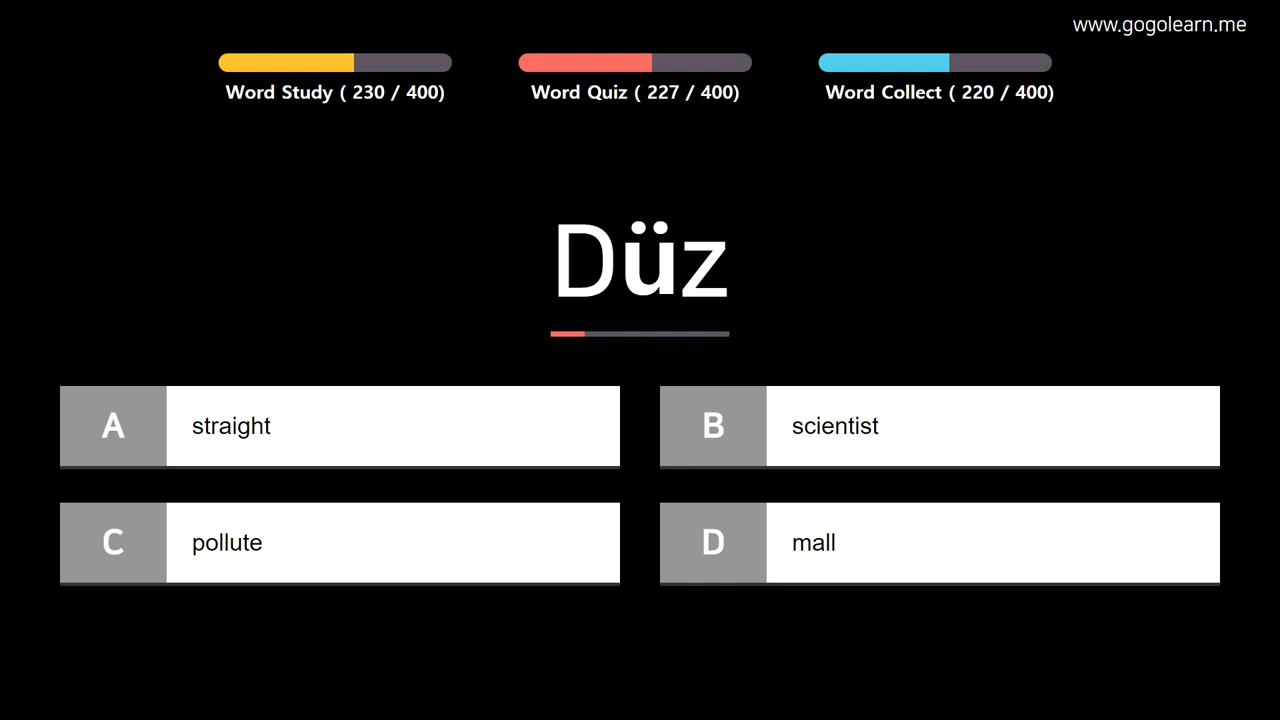 www.gogolearn.me
Word Study ( 230 / 400)
Word Quiz ( 227 / 400)
Word Collect ( 220 / 400)
Düz
A
straight
B
scientist
C
pollute
D
mall